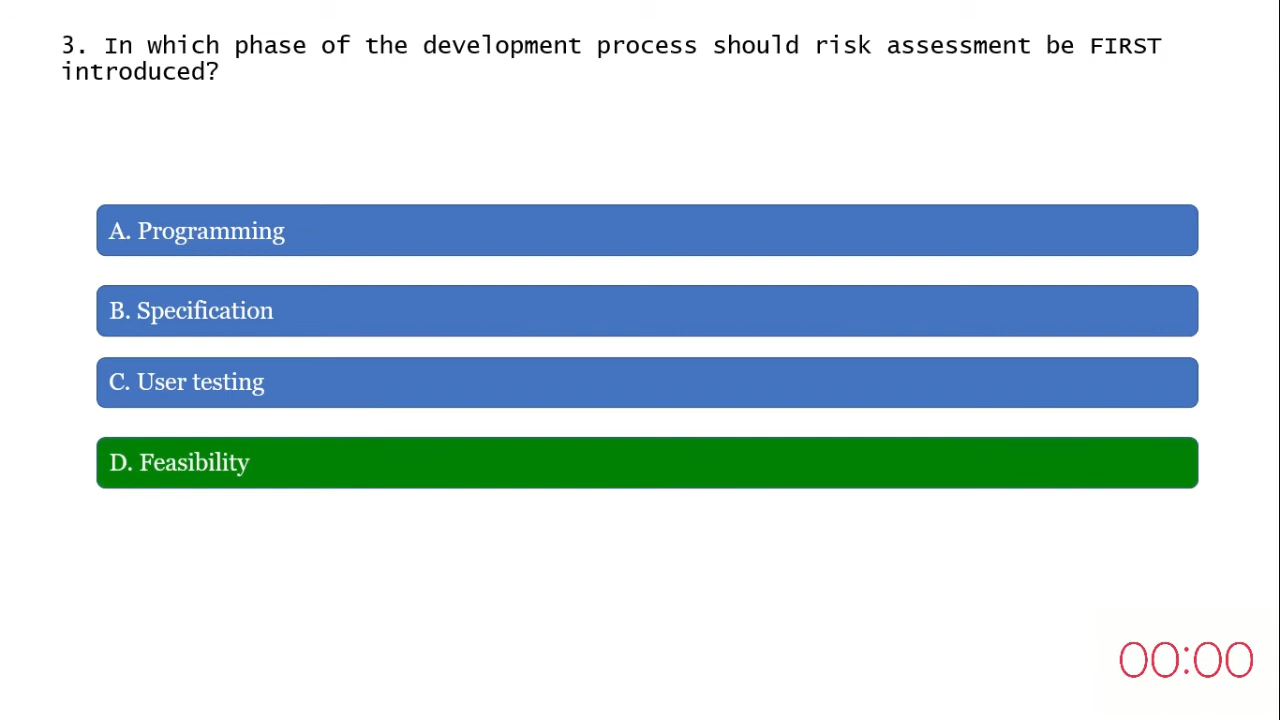 3. In which phase of the development process should risk assessment be FIRST
introduced?
A. Programming
B. Specification
C. User testing
D. Feasibility
00:00